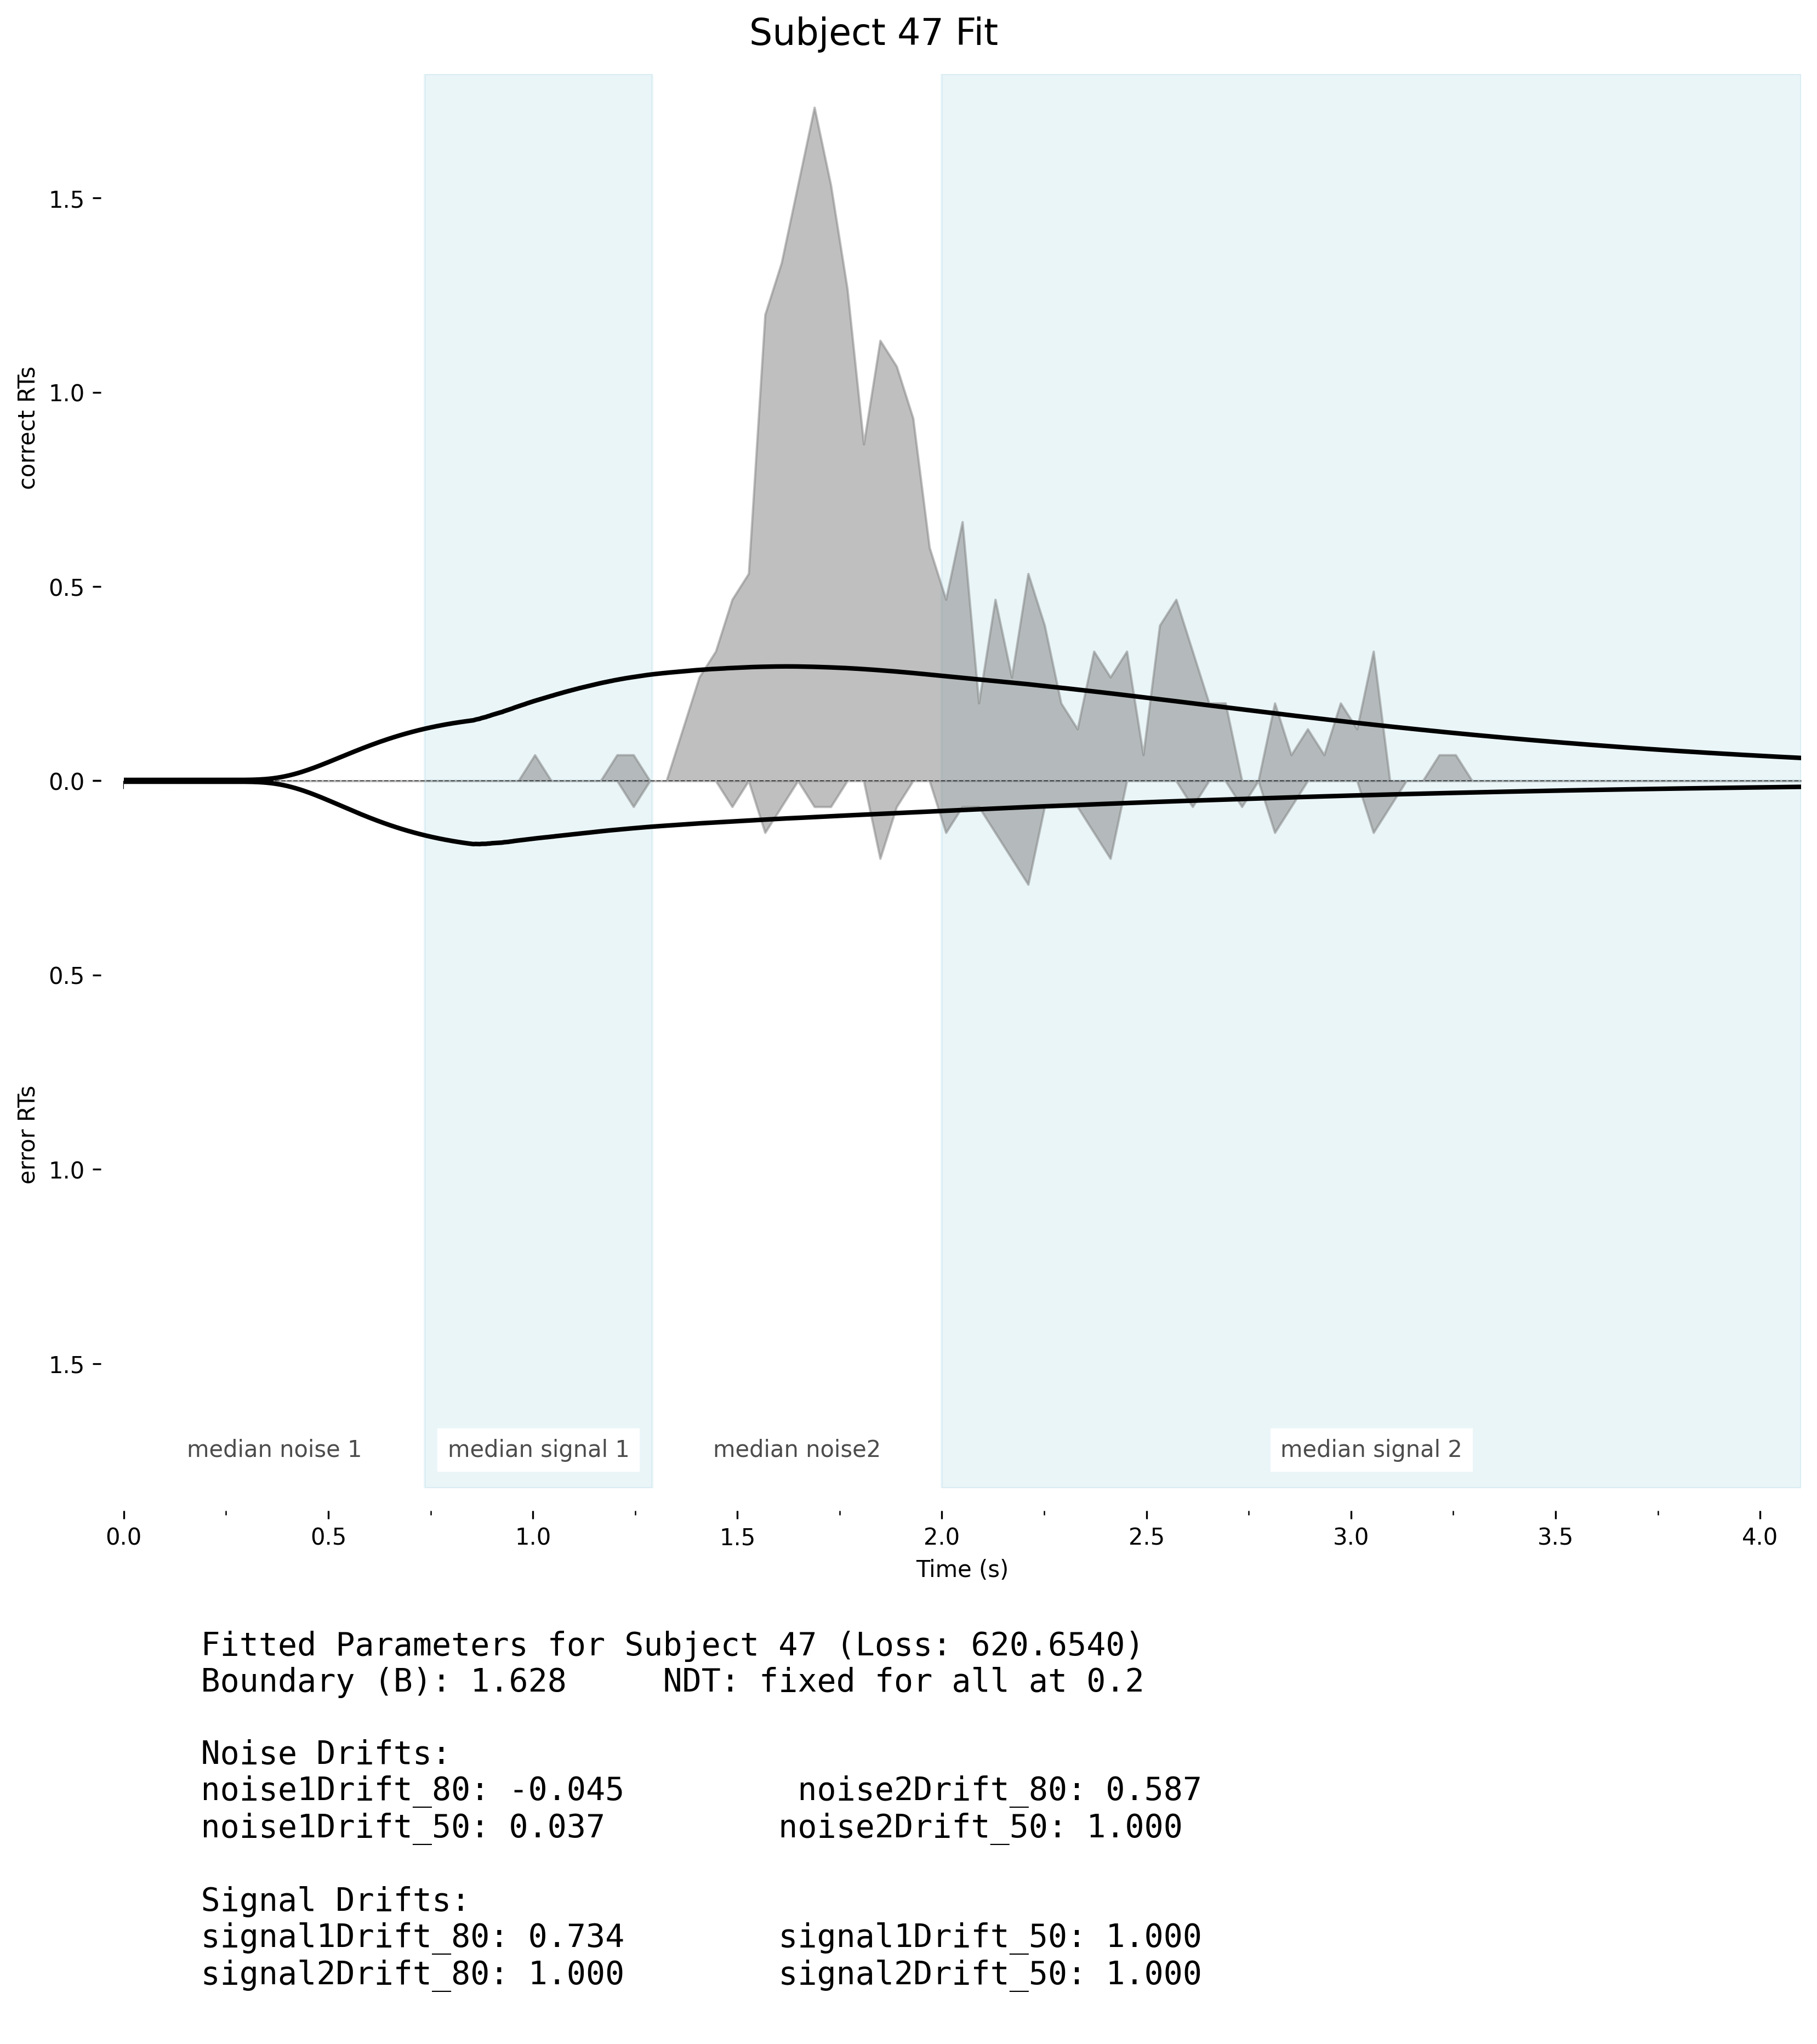 Subject 47 Fit
1.5
1.0
0.5
0.0
0.5
1.0
1.5
correct RTs
error RTs
median noise 1 median signal 1 median noise2 median signal 2
0.0 0.5 1.0 1.5 2.0 2.5 3.0 3.5 4.0
Time (s)
Fitted Parameters for Subject 47 (Loss: 620.6540)
Boundary (B): 1.628 NDT: fixed for all at 0.2
Noise Drifts:
noise1Drift_80: -0.045 noise2Drift_80: 0.587
noise1Drift_50: 0.037 noise2Drift_50: 1.000
Signal Drifts:
signal1Drift_80: 0.734 signal1Drift_50: 1.000
signal2Drift_80: 1.000 signal2Drift_50: 1.000